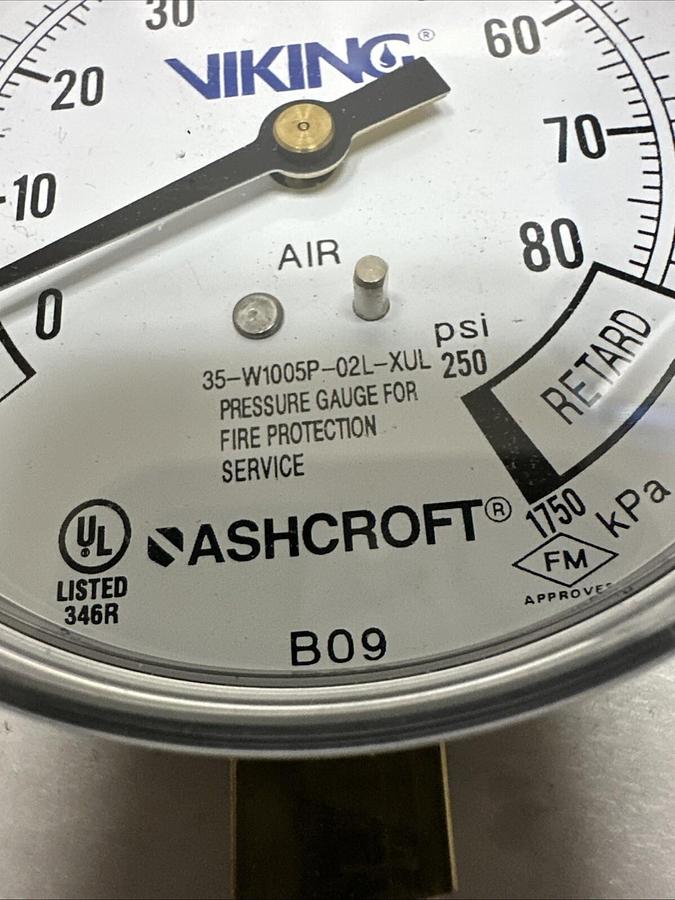 30
VIKING®
60
20
70
10
80
AIR
0
psi
35-W1005P-02L-XUL 250
PRESSURE GAUGE FOR
FIRE PROTECTION
SERVICE
RETARD
UL
LISTED
346R
ASHCROFT®
1750 kPa
FM
APPROVED
B09